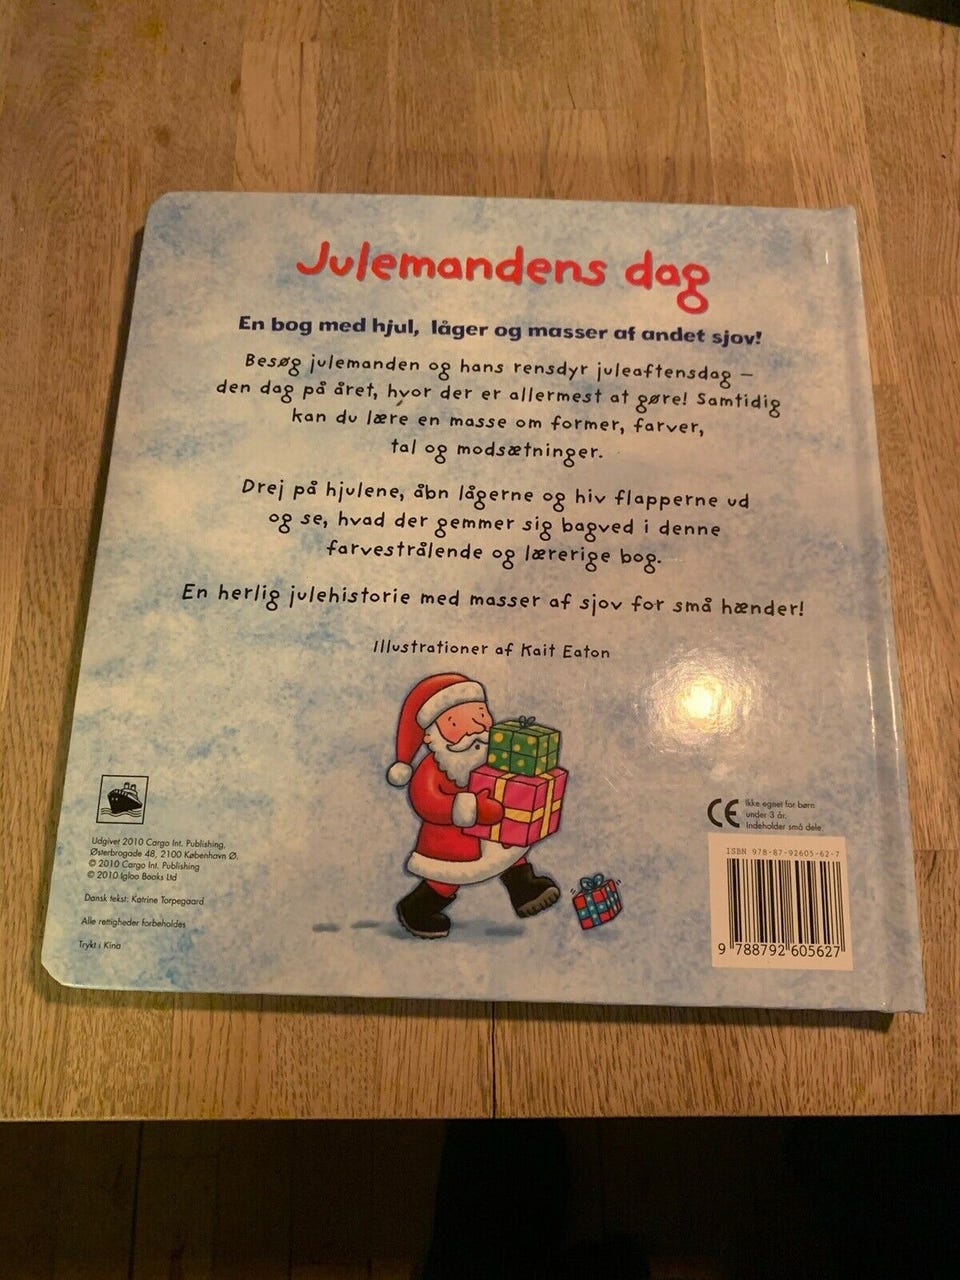 Julemandens dag
En bog med hjul, låger og masser af andet sjov!
Besøg julemanden og hans rensdyr juleaftensdag –
den dag på året, hvor der er allermest at gøre! Samtidig
kan du lære en masse om former, farver,
tal og modsætninger.
Drej på hjulene, åbn lågerne og hiv flapperne ud
og se, hvad der gemmer sig bagved i denne
farvestrålende og lærerige bog.
En herlig julehistorie med masser af sjov for små hænder!
Illustrationer af Kait Eaton
Udgivet 2010 Cargo Int. Publishing,
Østerbrogade 48, 2100 København Ø.
© 2010 Cargo Int. Publishing
© 2010 Igloo Books Ltd
Dansk tekst: Katrine Torpegaard
Alle rettigheder forbeholdes
Trykt i Kina
CE
Ikke egnet for børn
under 3 år.
Indeholder små dele.
ISBN 978-87-92605-62-7
9 788792 605627